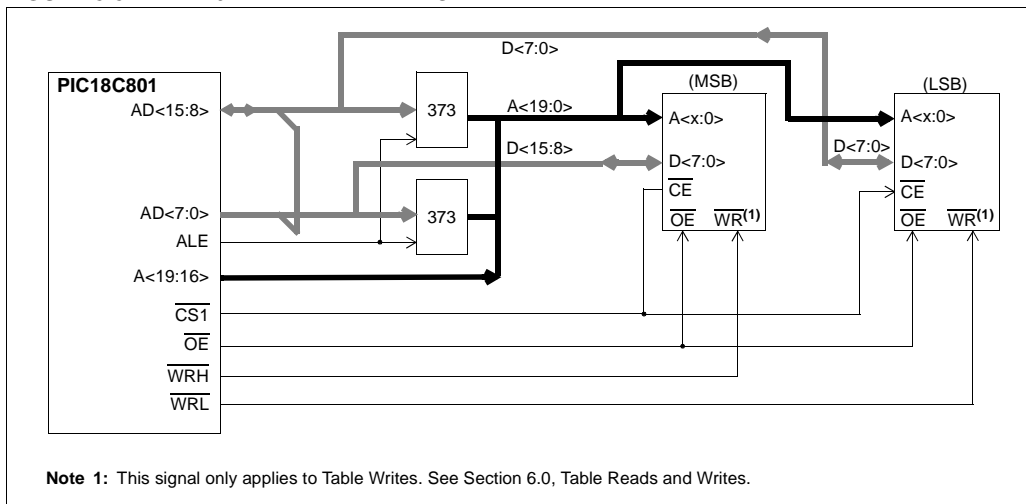 D<7:0>
PIC18C801
(MSB)
(LSB)
AD<15:8>
373
A<19:0>
A<x:0>
A<x:0>
D<15:8>
D<7:0>
D<7:0>
D<7:0>
CE
CE
AD<7:0>
373
OE
WR(1)
OE
WR(1)
ALE
A<19:16>
CS1
OE
WRH
WRL
Note 1: This signal only applies to Table Writes. See Section 6.0, Table Reads and Writes.